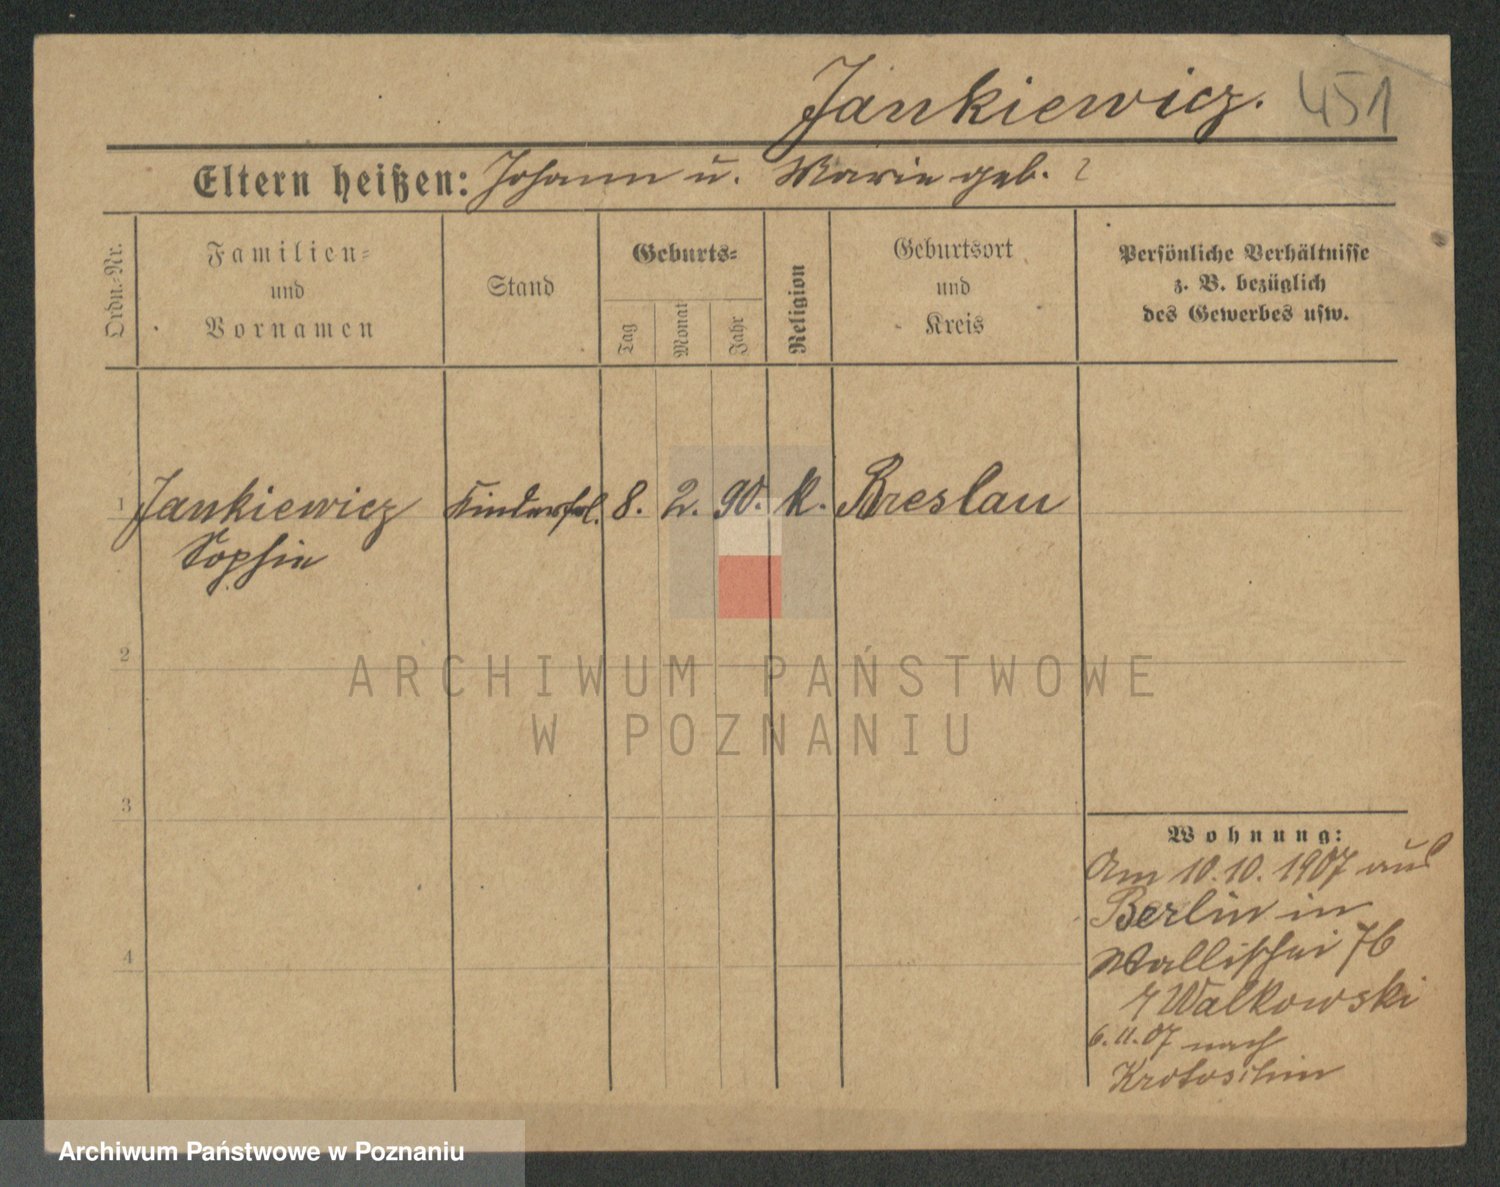 Jankiewicz. 451
Eltern heißen: Johann u. Marie geb. ?
Ordn.-Nr.
Familien-
und
Vornamen
Stand
Geburts-
Tag
Monat
Jahr
Religion
Geburtsort
und
Kreis
Persönliche Verhältnisse
z. B. bezüglich
des Gewerbes usw.
1 Jankiewicz Kinderfrl. 8. 2. 90. K. Breslau
Sophie
2
ARCHIWUM PAŃSTWOWE
W POZNANIU
3
Wohnung:
Am 10.10.1907 aus
Berlin in
4
Wallischei 76
Walkowski
6.11.07 nach
Krotoschin
Archiwum Państwowe w Poznaniu